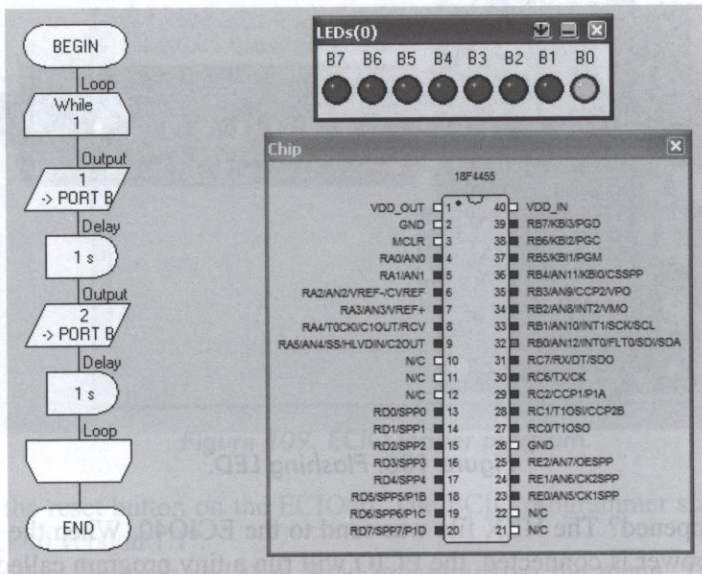 BEGIN
Loop
While
1
Output
1
-> PORT B
Delay
1 s
Output
2
-> PORT B
Delay
1 s
Loop
END
LEDs(0)
B7 B6 B5 B4 B3 B2 B1 B0
Chip
18F4455
VDD_OUT 1 40 VDD_IN
GND 2 39 RB7/KBI3/PGD
MCLR 3 38 RB6/KBI2/PGC
RA0/AN0 4 37 RB5/KBI1/PGM
RA1/AN1 5 36 RB4/AN11/KBI0/CSSPP
RA2/AN2/VREF-/CVREF 6 35 RB3/AN9/CCP2/VPO
RA3/AN3/VREF+ 7 34 RB2/AN8/INT2/VMO
RA4/T0CKI/C1OUT/RCV 8 33 RB1/AN10/INT1/SCK/SCL
RA5/AN4/SS/HLVDIN/C2OUT 9 32 RB0/AN12/INT0/FLT0/SDI/SDA
N/C 10 31 RC7/RX/DT/SDO
N/C 11 30 RC6/TX/CK
N/C 12 29 RC2/CCP1/P1A
RD0/SPP0 13 28 RC1/T1OSI/CCP2B
RD1/SPP1 14 27 RC0/T1OSO
RD2/SPP2 15 26 GND
RD3/SPP3 16 25 RE2/AN7/OESPP
RD4/SPP4 17 24 RE1/AN6/CK2SPP
RD5/SPP5/P1B 18 23 RE0/AN5/CK1SPP
RD6/SPP6/P1C 19 22 N/C
RD7/SPP7/P1D 20 21 N/C